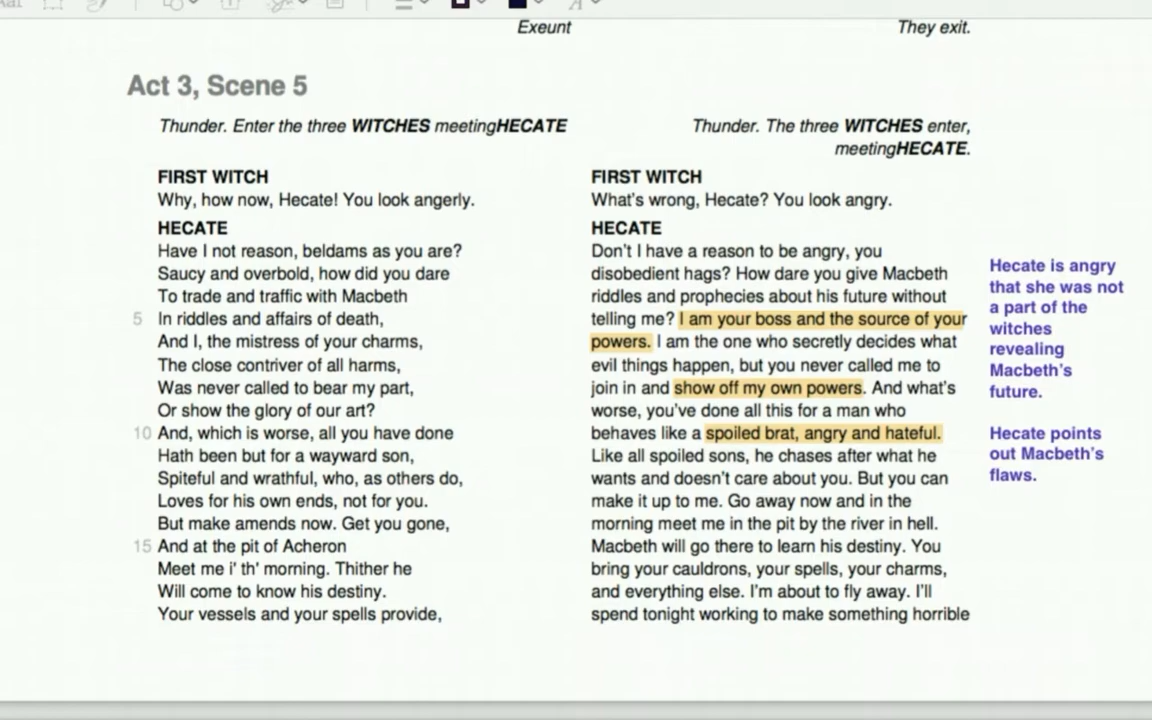 Exeunt
They exit.
Act 3, Scene 5
Thunder. Enter the three WITCHES meetingHECATE
FIRST WITCH
Why, how now, Hecate! You look angerly.
HECATE
Have I not reason, beldams as you are?
Saucy and overbold, how did you dare
To trade and traffic with Macbeth
5 In riddles and affairs of death,
And I, the mistress of your charms,
The close contriver of all harms,
Was never called to bear my part,
Or show the glory of our art?
10 And, which is worse, all you have done
Hath been but for a wayward son,
Spiteful and wrathful, who, as others do,
Loves for his own ends, not for you.
But make amends now. Get you gone,
15 And at the pit of Acheron
Meet me i' th' morning. Thither he
Will come to know his destiny.
Your vessels and your spells provide,
Thunder. The three WITCHES enter,
meetingHECATE.
FIRST WITCH
What's wrong, Hecate? You look angry.
HECATE
Don't I have a reason to be angry, you
disobedient hags? How dare you give Macbeth
riddles and prophecies about his future without
telling me? I am your boss and the source of your
powers. I am the one who secretly decides what
evil things happen, but you never called me to
join in and show off my own powers. And what's
worse, you've done all this for a man who
behaves like a spoiled brat, angry and hateful.
Like all spoiled sons, he chases after what he
wants and doesn't care about you. But you can
make it up to me. Go away now and in the
morning meet me in the pit by the river in hell.
Macbeth will go there to learn his destiny. You
bring your cauldrons, your spells, your charms,
and everything else. I'm about to fly away. I'll
spend tonight working to make something horrible
Hecate is angry
that she was not
a part of the
witches
revealing
Macbeth's
future.
Hecate points
out Macbeth's
flaws.